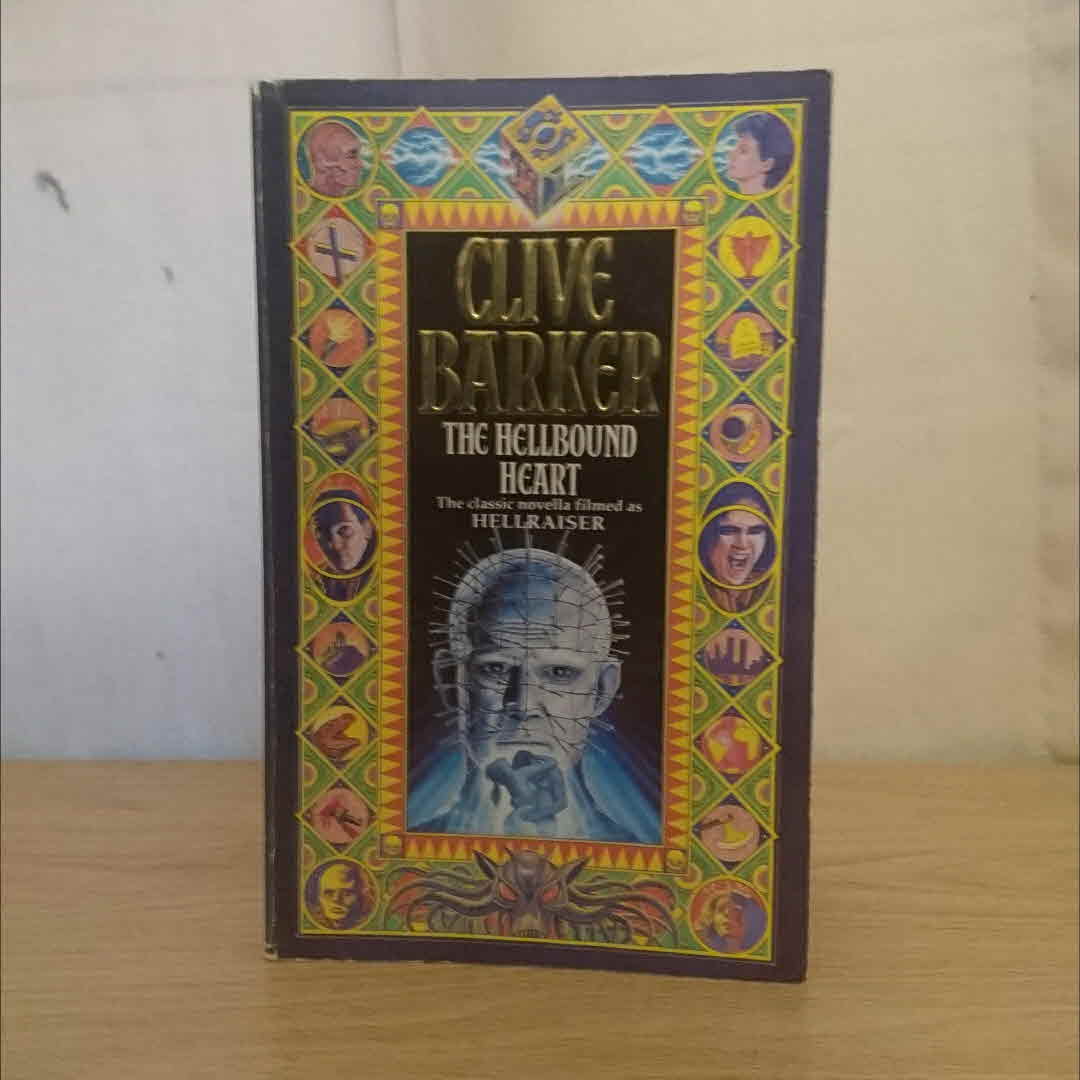 CLIVE
BARKER
THE HELLBOUND
HEART
The classic novella filmed as
HELLRAISER